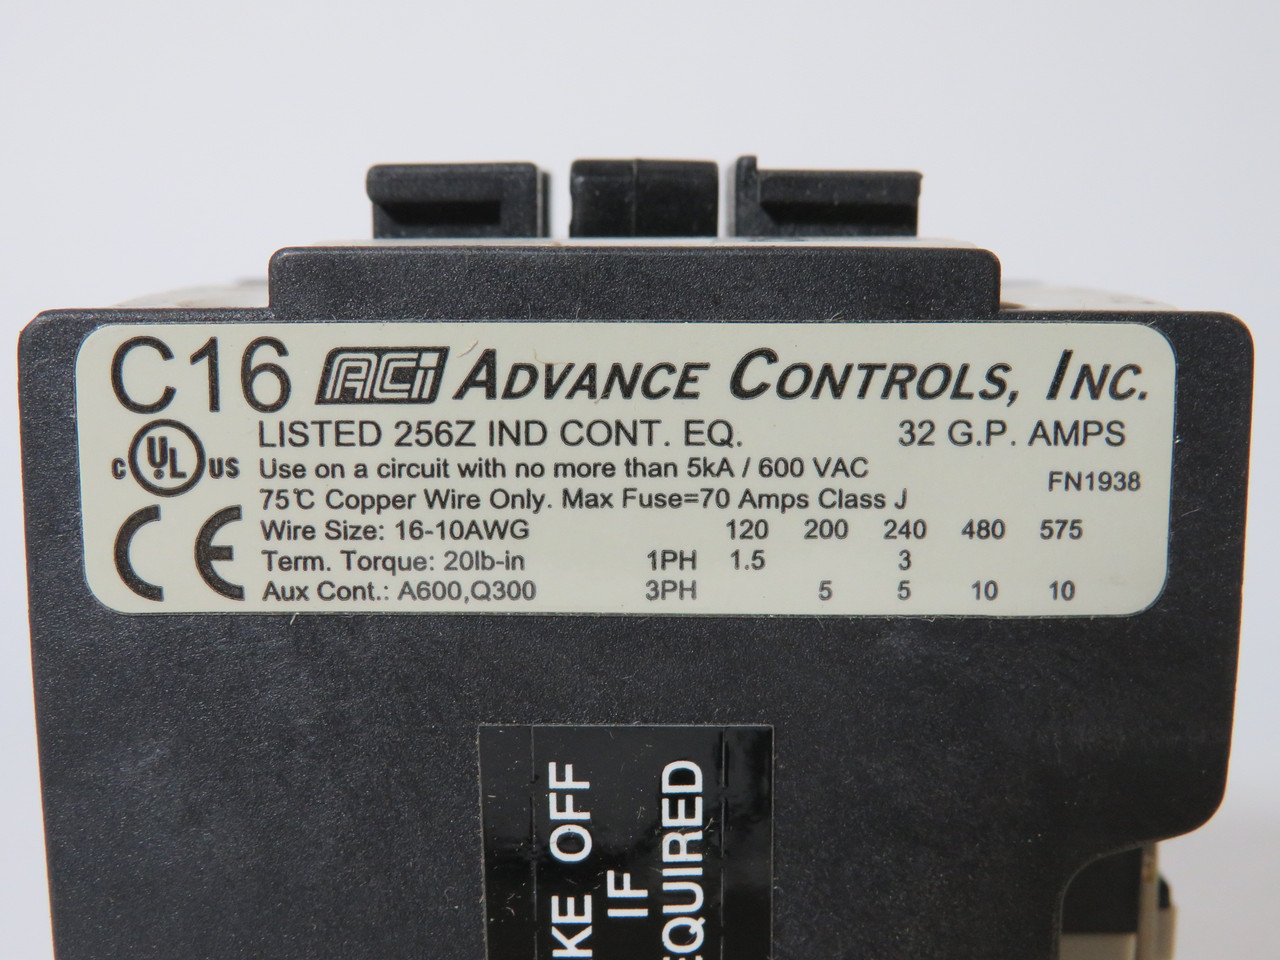 C16 ACI ADVANCE CONTROLS, INC.
C UL US LISTED 256Z IND CONT. EQ. 32 G.P. AMPS
Use on a circuit with no more than 5kA / 600 VAC FN1938
75°C Copper Wire Only. Max Fuse=70 Amps Class J
CE Wire Size: 16-10AWG 120 200 240 480 575
Term. Torque: 20lb-in 1PH 1.5 3
Aux Cont.: A600,Q300 3PH 5 5 10 10
KE OFF
IF
EQUIRED